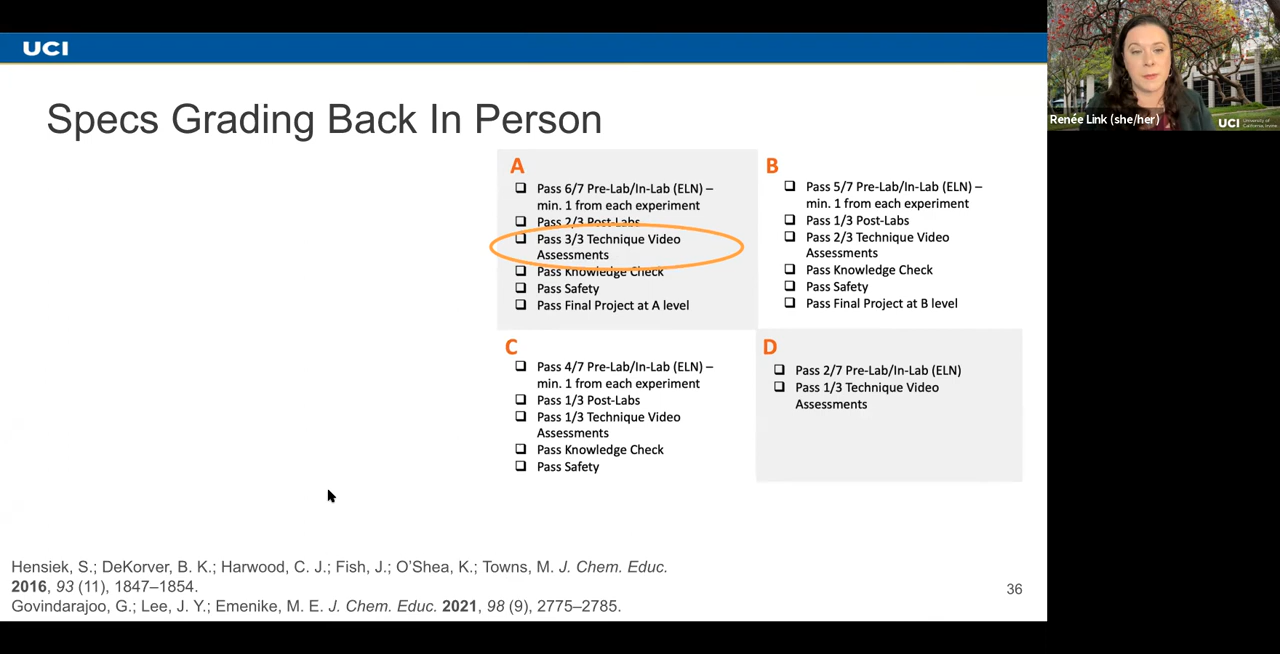 UCI
Specs Grading Back In Person
A
Pass 6/7 Pre-Lab/In-Lab (ELN) –
min. 1 from each experiment
Pass 2/3 Post-Labs
Pass 3/3 Technique Video
Assessments
Pass Knowledge Check
Pass Safety
Pass Final Project at A level
B
Pass 5/7 Pre-Lab/In-Lab (ELN) –
min. 1 from each experiment
Pass 1/3 Post-Labs
Pass 2/3 Technique Video
Assessments
Pass Knowledge Check
Pass Safety
Pass Final Project at B level
C
Pass 4/7 Pre-Lab/In-Lab (ELN) –
min. 1 from each experiment
Pass 1/3 Post-Labs
Pass 1/3 Technique Video
Assessments
Pass Knowledge Check
Pass Safety
D
Pass 2/7 Pre-Lab/In-Lab (ELN)
Pass 1/3 Technique Video
Assessments
Hensiek, S.; DeKorver, B. K.; Harwood, C. J.; Fish, J.; O'Shea, K.; Towns, M. J. Chem. Educ.
2016, 93 (11), 1847–1854.
Govindarajoo, G.; Lee, J. Y.; Emenike, M. E. J. Chem. Educ. 2021, 98 (9), 2775–2785.
36
Renée Link (she/her)
UCI University of
California, Irvine